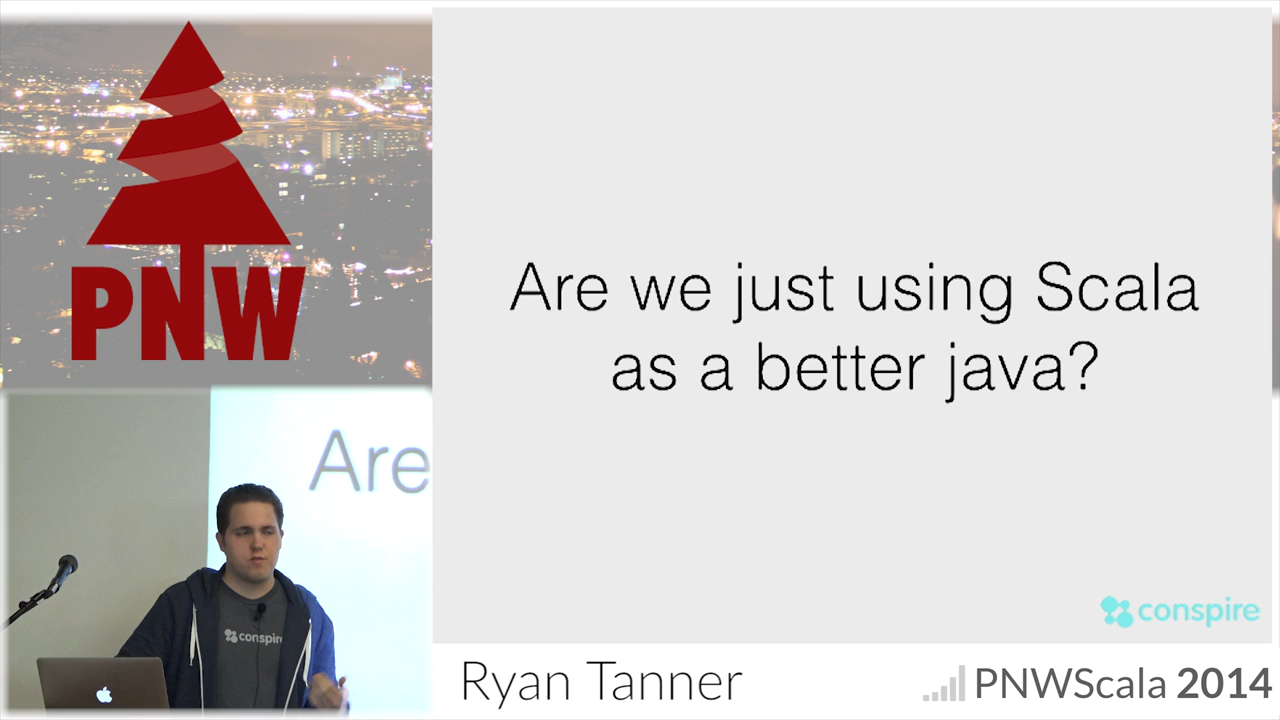 PNW
Are we just using Scala
as a better java?
conspire
Are
conspire
Ryan Tanner
PNWScala 2014